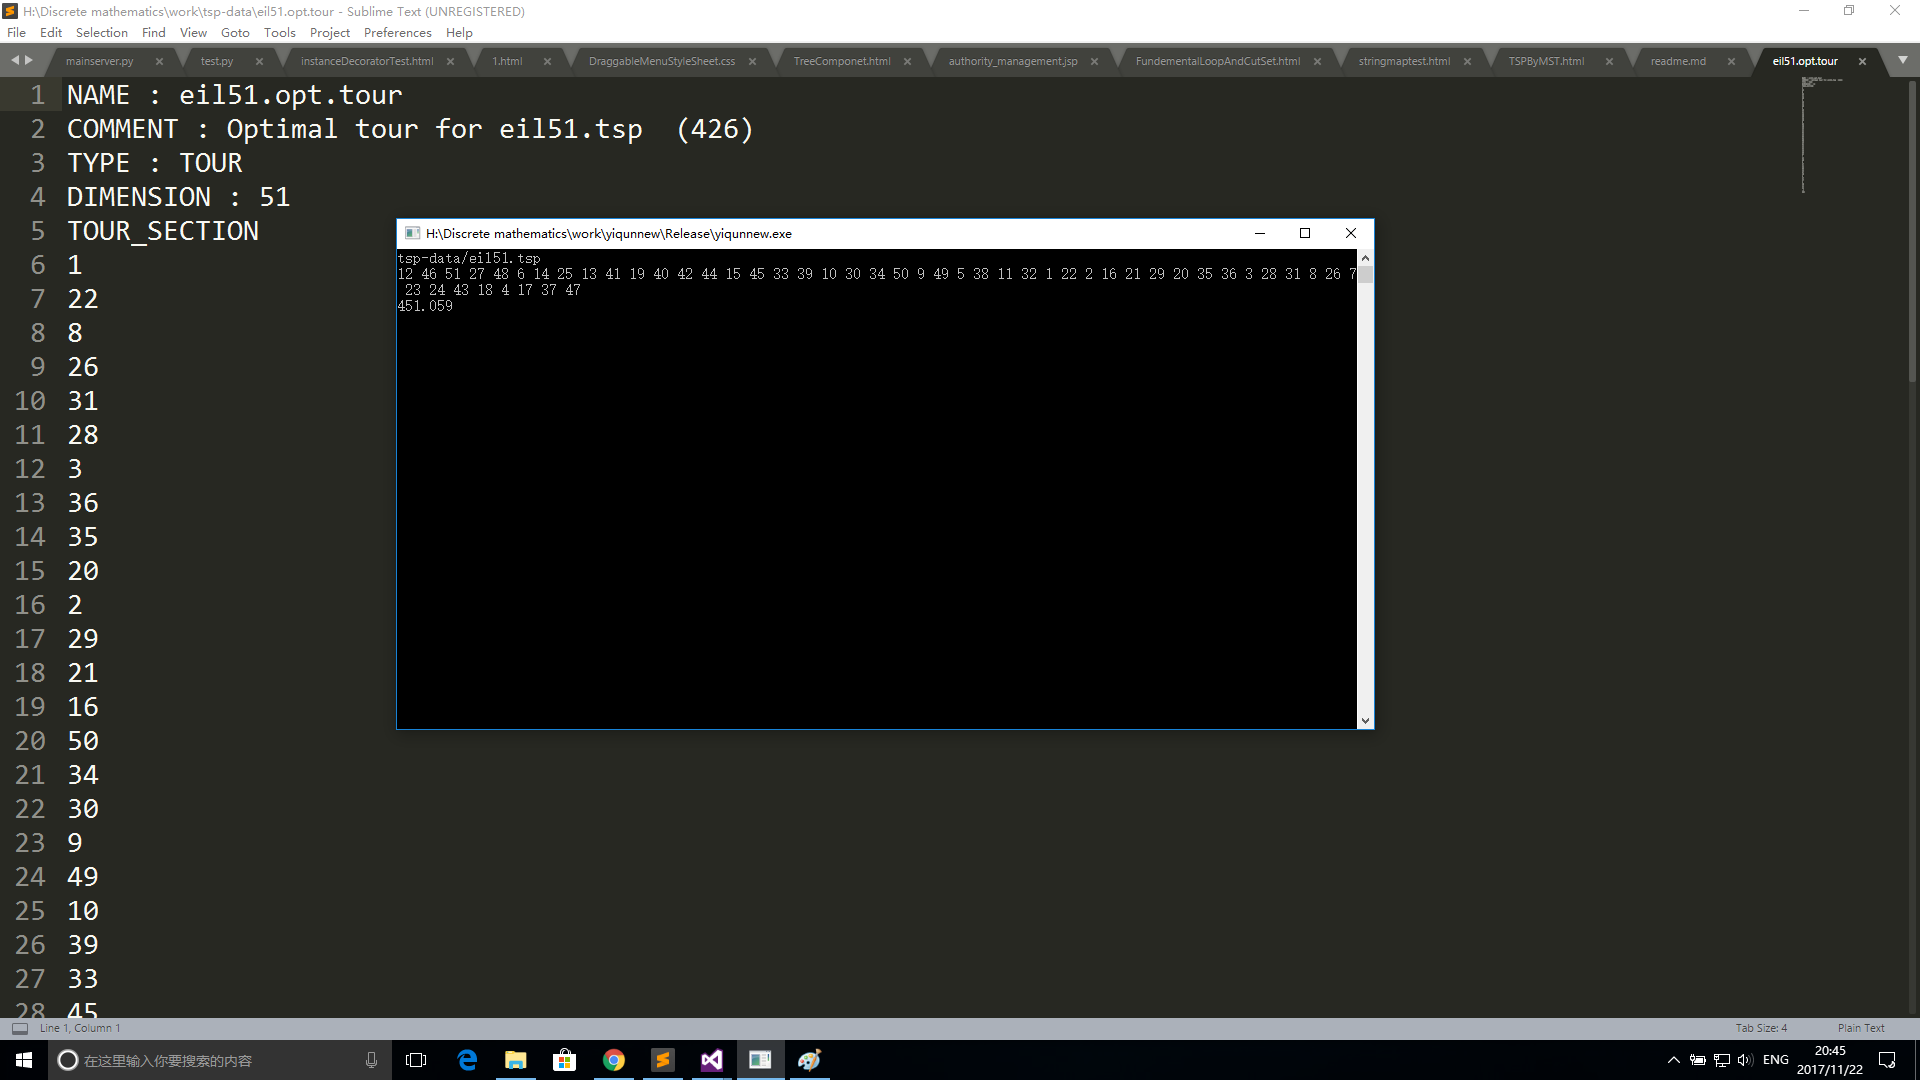 H:\Discrete mathematics\work\tsp-data\eil51.opt.tour - Sublime Text (UNREGISTERED)
File Edit Selection Find View Goto Tools Project Preferences Help
mainserver.py test.py instanceDecoratorTest.html 1.html DraggableMenuStyleSheet.css TreeComponet.html authority_management.jsp FundementalLoopAndCutSet.html stringmaptest.html TSPByMST.html readme.md eil51.opt.tour
1 NAME : eil51.opt.tour
2 COMMENT : Optimal tour for eil51.tsp (426)
3 TYPE : TOUR
4 DIMENSION : 51
5 TOUR_SECTION
6 1
7 22
8 8
9 26
10 31
11 28
12 3
13 36
14 35
15 20
16 2
17 29
18 21
19 16
20 50
21 34
22 30
23 9
24 49
25 10
26 39
27 33
28 45
H:\Discrete mathematics\work\yiqunnew\Release\yiqunnew.exe
tsp-data/eil51.tsp
12 46 51 27 48 6 14 25 13 41 19 40 42 44 15 45 33 39 10 30 34 50 9 49 5 38 11 32 1 22 2 16 21 29 20 35 36 3 28 31 8 26 7
23 24 43 18 4 17 37 47
451.059
Line 1, Column 1 Tab Size: 4 Plain Text
在这里输入你要搜索的内容
ENG
20:45
2017/11/22